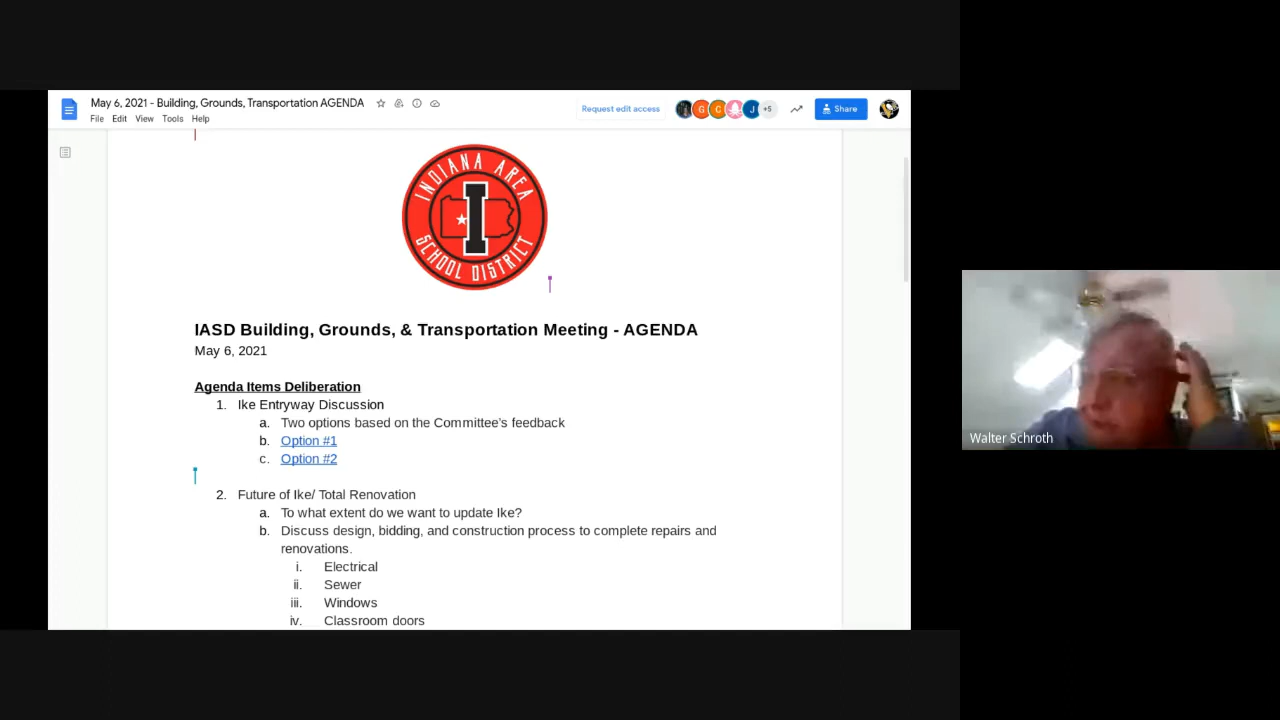 May 6, 2021 - Building, Grounds, Transportation AGENDA
File Edit View Tools Help
Request edit access
G C J +5
Share
INDIANA AREA
I
SCHOOL DISTRICT
IASD Building, Grounds, & Transportation Meeting - AGENDA
May 6, 2021
Agenda Items Deliberation
1. Ike Entryway Discussion
a. Two options based on the Committee's feedback
b. Option #1
c. Option #2
2. Future of Ike/ Total Renovation
a. To what extent do we want to update Ike?
b. Discuss design, bidding, and construction process to complete repairs and
renovations.
i. Electrical
ii. Sewer
iii. Windows
iv. Classroom doors
Walter Schroth